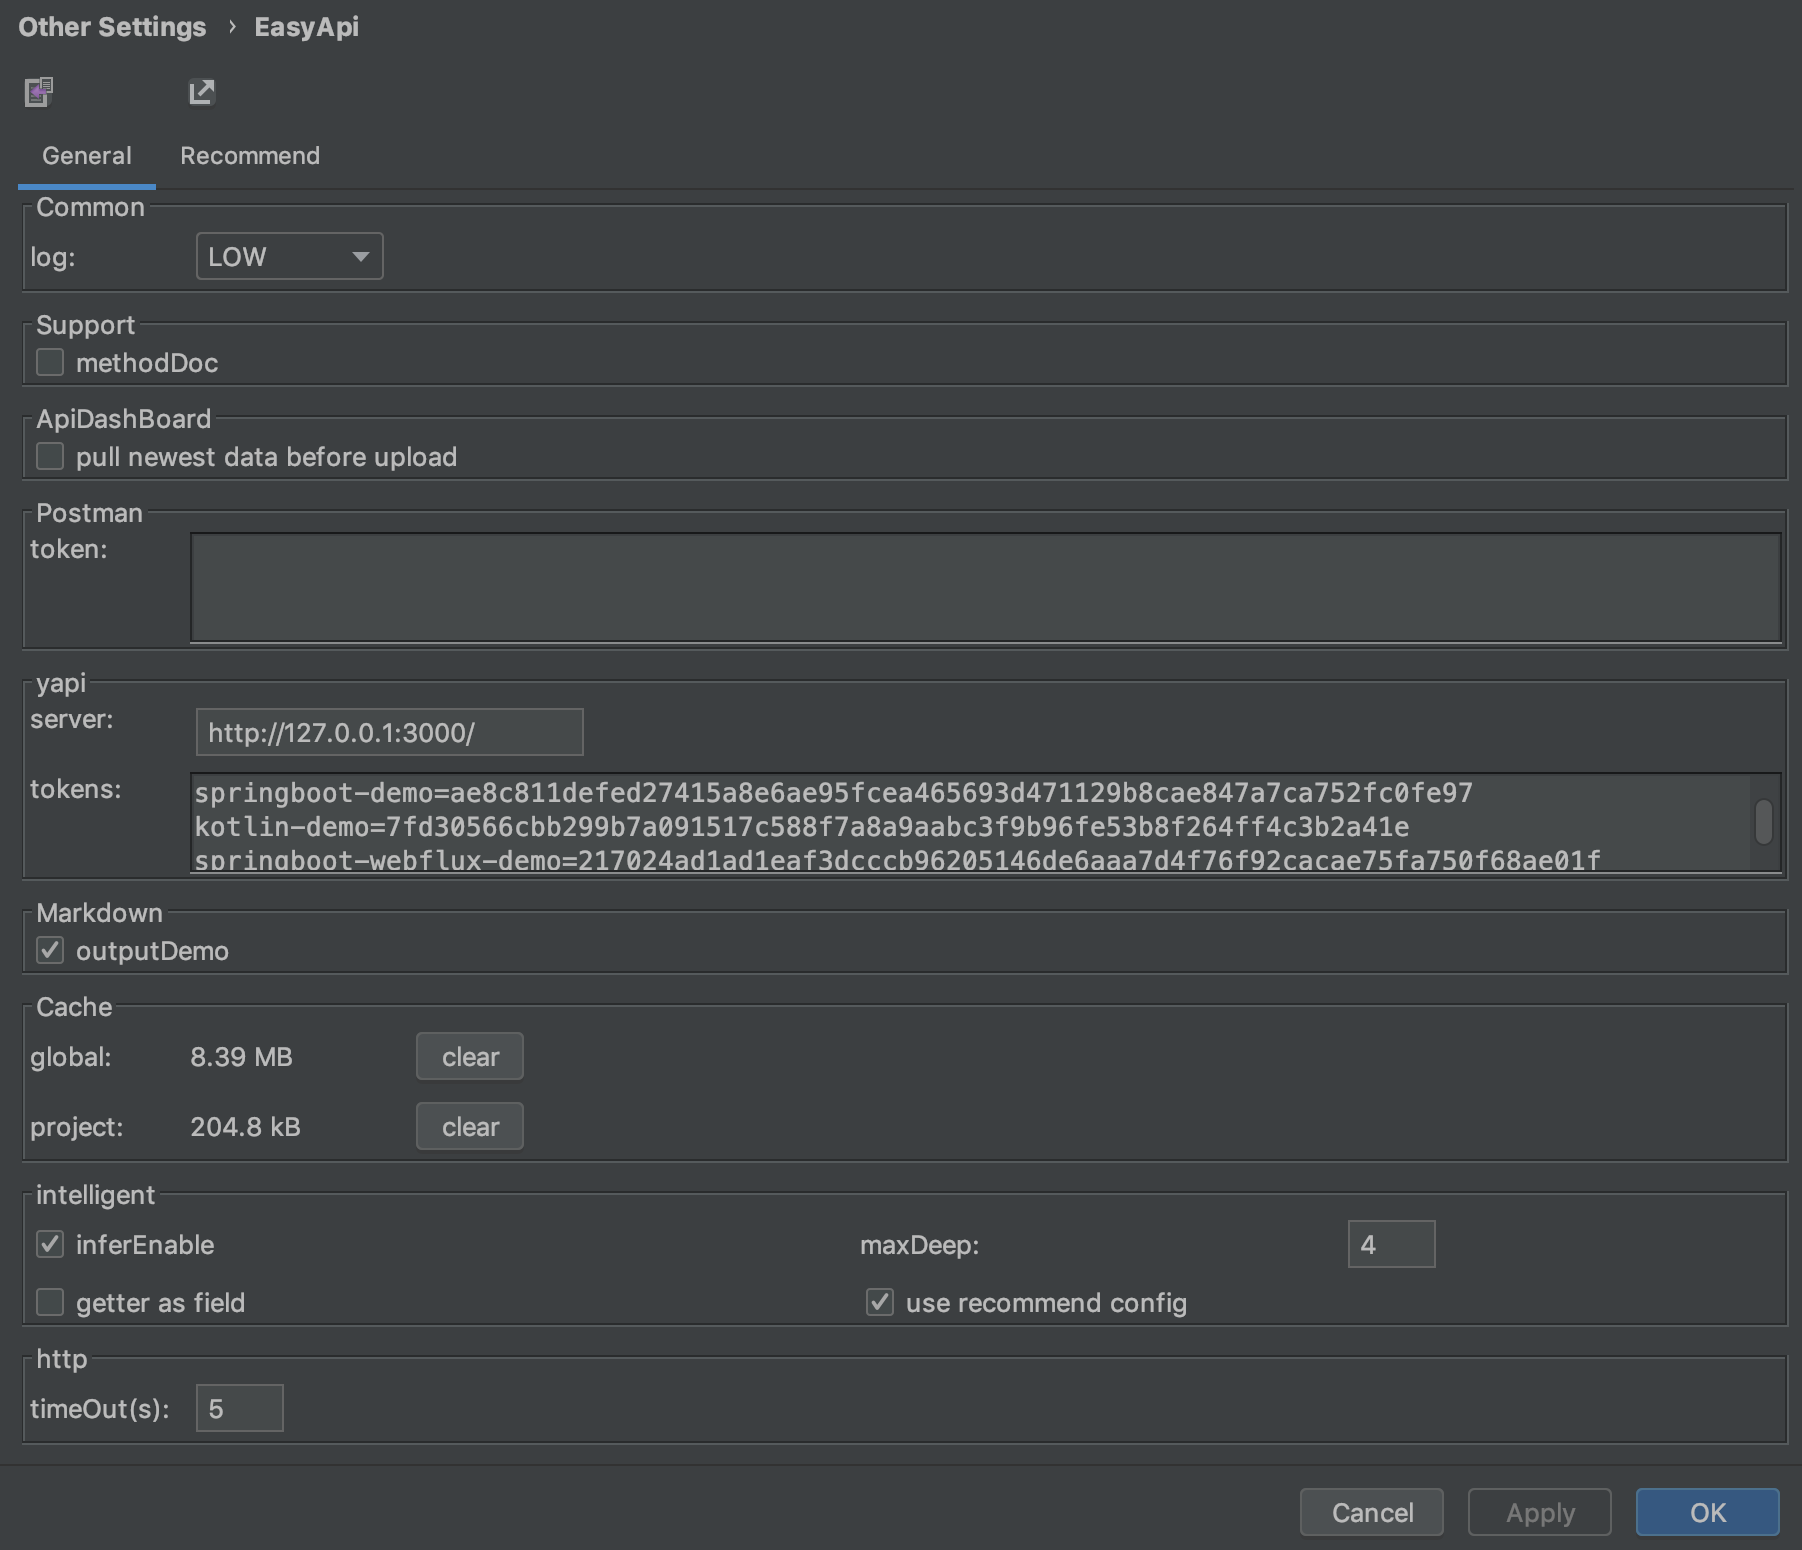 Other Settings › EasyApi
General Recommend
Common
log: LOW
Support
methodDoc
ApiDashBoard
pull newest data before upload
Postman
token:
yapi
server: http://127.0.0.1:3000/
tokens: springboot-demo=ae8c811defed27415a8e6ae95fcea465693d471129b8cae847a7ca752fc0fe97
kotlin-demo=7fd30566cbb299b7a091517c588f7a8a9aabc3f9b96fe53b8f264ff4c3b2a41e
springboot-webflux-demo=217024ad1ad1eaf3dcccb96205146de6aaa7d4f76f92cacae75fa750f68ae01f
Markdown
outputDemo
Cache
global: 8.39 MB clear
project: 204.8 kB clear
intelligent
inferEnable maxDeep: 4
getter as field use recommend config
http
timeOut(s): 5
Cancel Apply OK